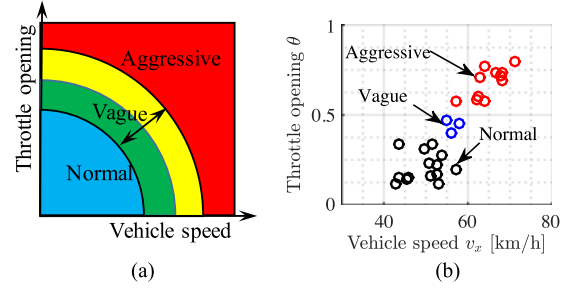 Throttle opening
Aggressive
Vague
Normal
Vehicle speed
(a)
Throttle opening θ
1
0.5
0
Aggressive
Vague
Normal
40
60
80
Vehicle speed vₓ [km/h]
(b)